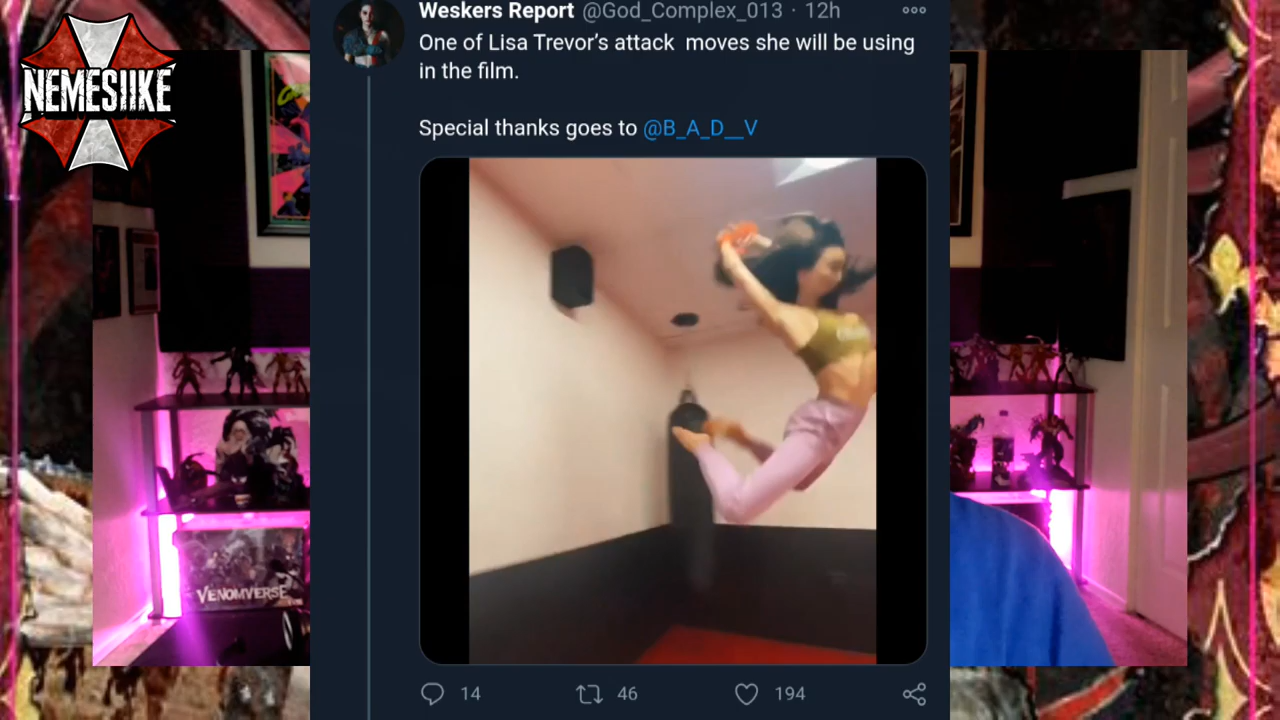 NEMESIIKE
Weskers Report @God_Complex_013 · 12h
One of Lisa Trevor’s attack  moves she will be using
in the film.
Special thanks goes to @B_A_D__V
VENOMVERSE
14 46 194